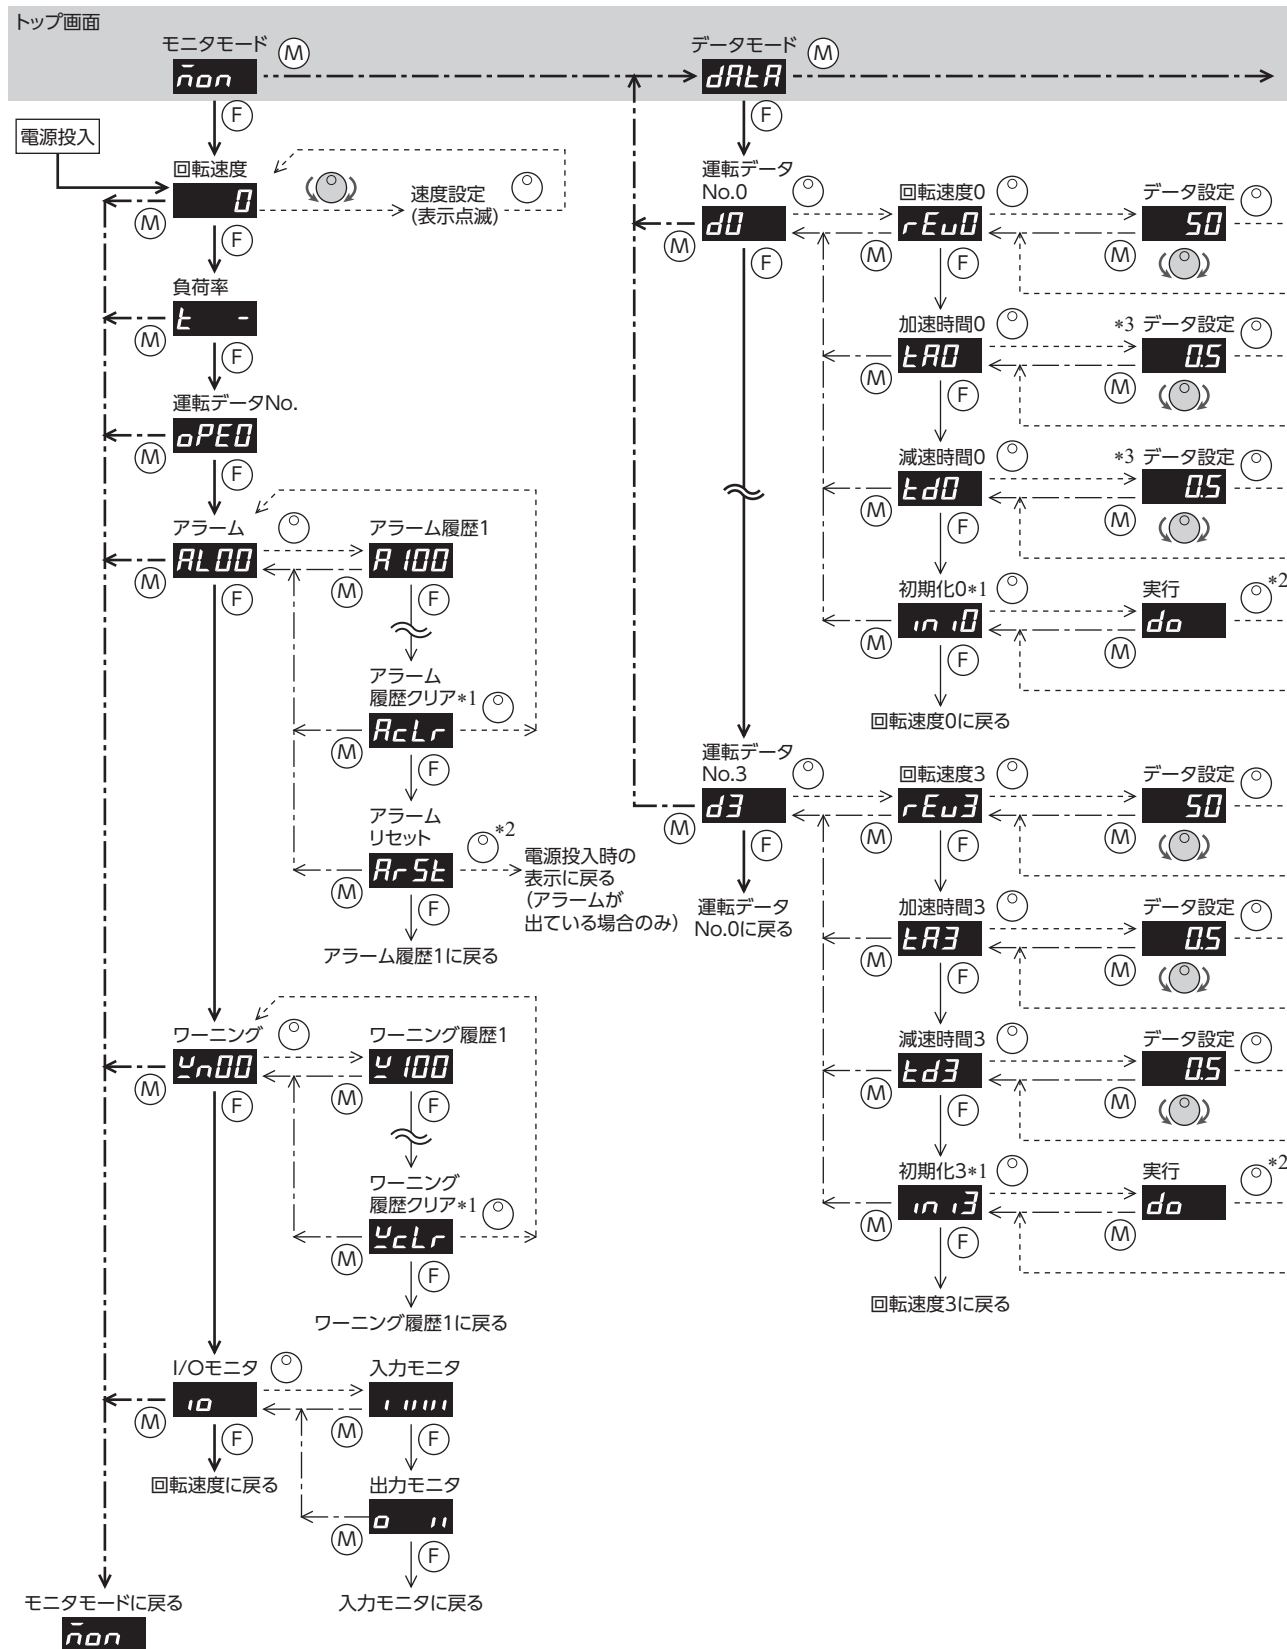 トップ画面
モニタモード
M
データモード
M
mon
dAtA
F
F
電源投入
回転速度
0
M
F
速度設定
(表示点滅)
負荷率
t -
M
F
運転データNo.
oPE0
M
F
アラーム
AL00
M
F
アラーム履歴1
A100
M
F
アラーム
履歴クリア*1
AcLr
M
F
アラーム
リセット
*2
ArSt
M
F
電源投入時の
表示に戻る
(アラームが
出ている場合のみ)
アラーム履歴1に戻る
ワーニング
Wn00
M
F
ワーニング履歴1
W100
M
F
ワーニング
履歴クリア*1
WcLr
M
F
ワーニング履歴1に戻る
I/Oモニタ
io
M
F
回転速度に戻る
入力モニタ
M
F
出力モニタ
M
F
入力モニタに戻る
モニタモードに戻る
mon
運転データ
No.0
d0
M
F
回転速度0
rEv0
M
F
データ設定
50
M
加速時間0
tA0
M
F
*3 データ設定
0.5
M
減速時間0
td0
M
F
*3 データ設定
0.5
M
初期化0*1
ini0
M
F
実行
*2
do
M
回転速度0に戻る
運転データ
No.3
d3
M
F
運転データ
No.0に戻る
回転速度3
rEv3
M
F
データ設定
50
M
加速時間3
tA3
M
F
データ設定
0.5
M
減速時間3
td3
M
F
データ設定
0.5
M
初期化3*1
ini3
M
F
実行
*2
do
M
回転速度3に戻る